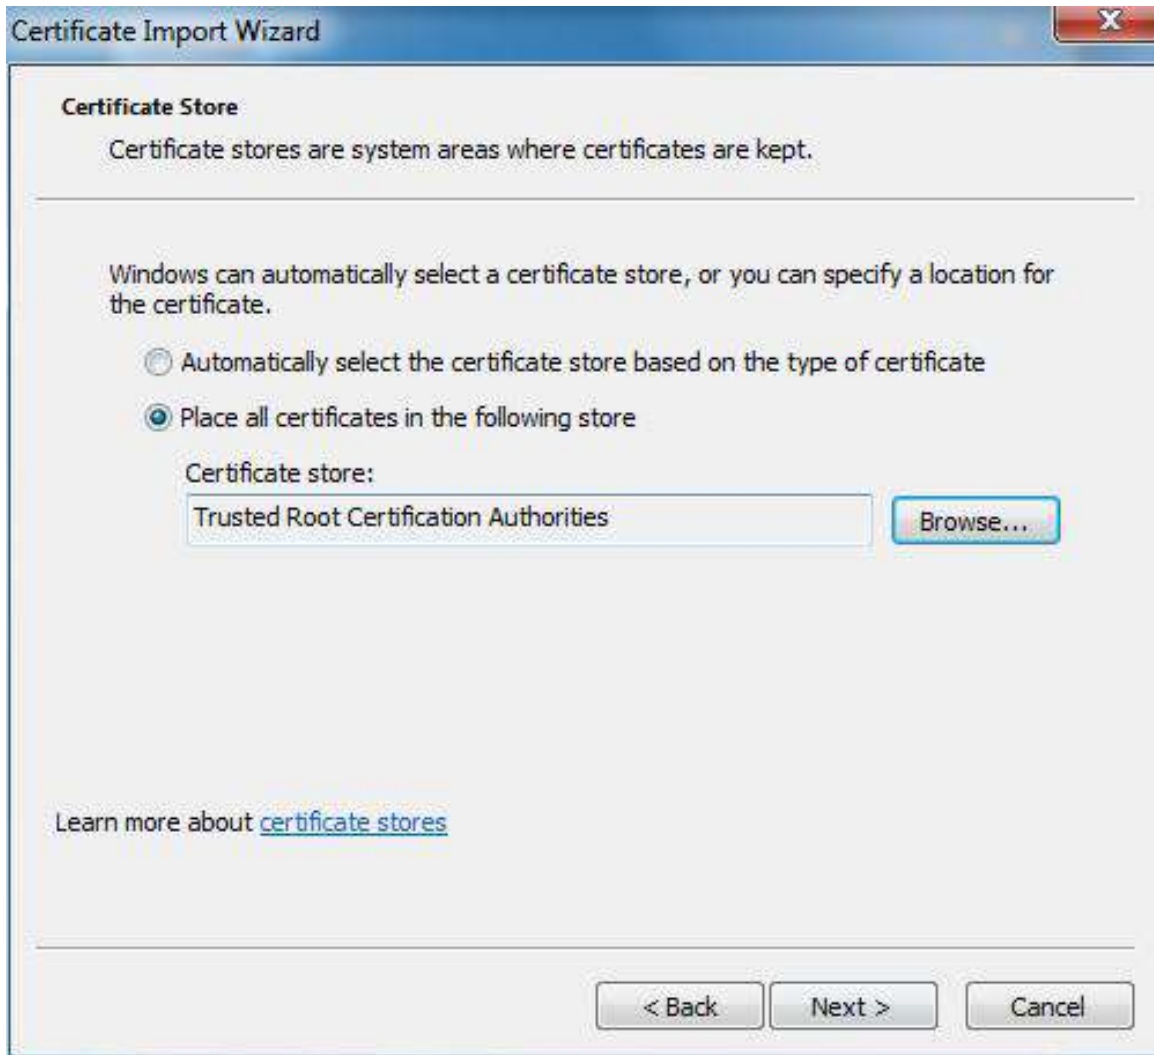 Certificate Import Wizard
X
Certificate Store
Certificate stores are system areas where certificates are kept.
Windows can automatically select a certificate store, or you can specify a location for
the certificate.
Automatically select the certificate store based on the type of certificate
Place all certificates in the following store
Certificate store:
Trusted Root Certification Authorities
Browse...
Learn more about certificate stores
< Back
Next >
Cancel